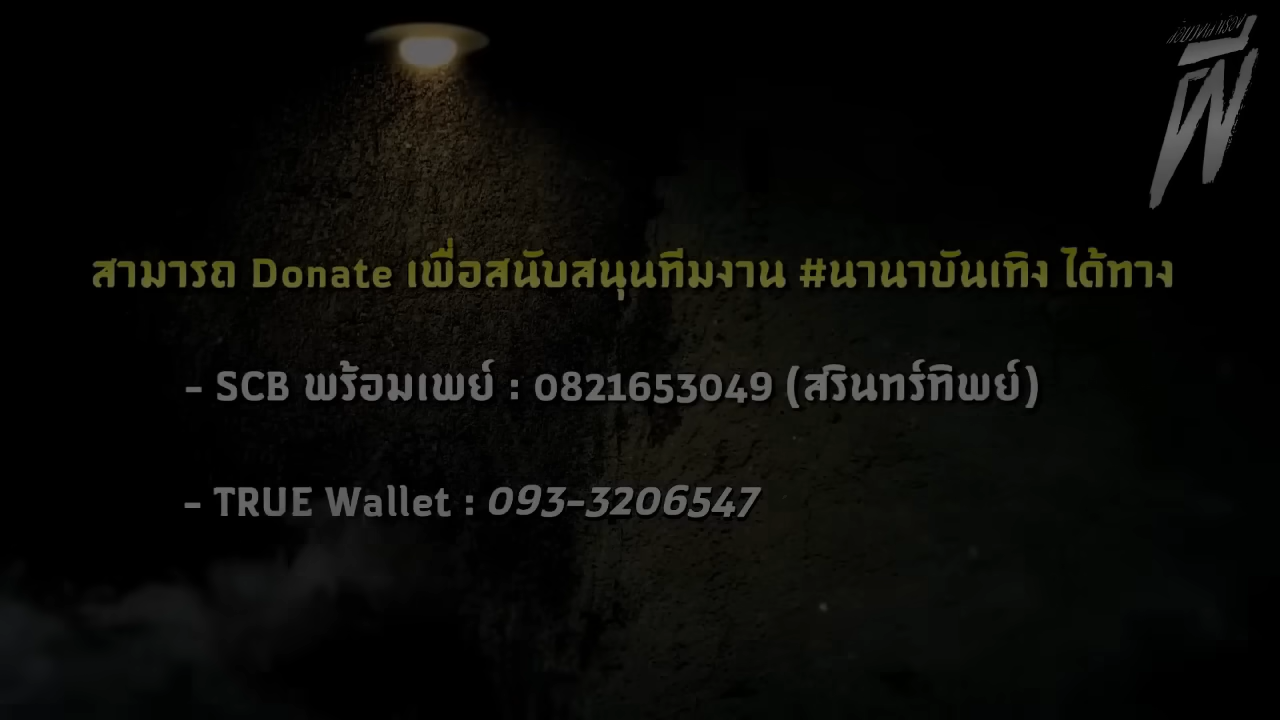 ผี
สามารถ Donate เพื่อสนับสนุนทีมงาน #นานาบันเทิง ได้ทาง
- SCB พร้อมเพย์ : 0821653049 (สรินทร์ทิพย์)
- TRUE Wallet : 093-3206547